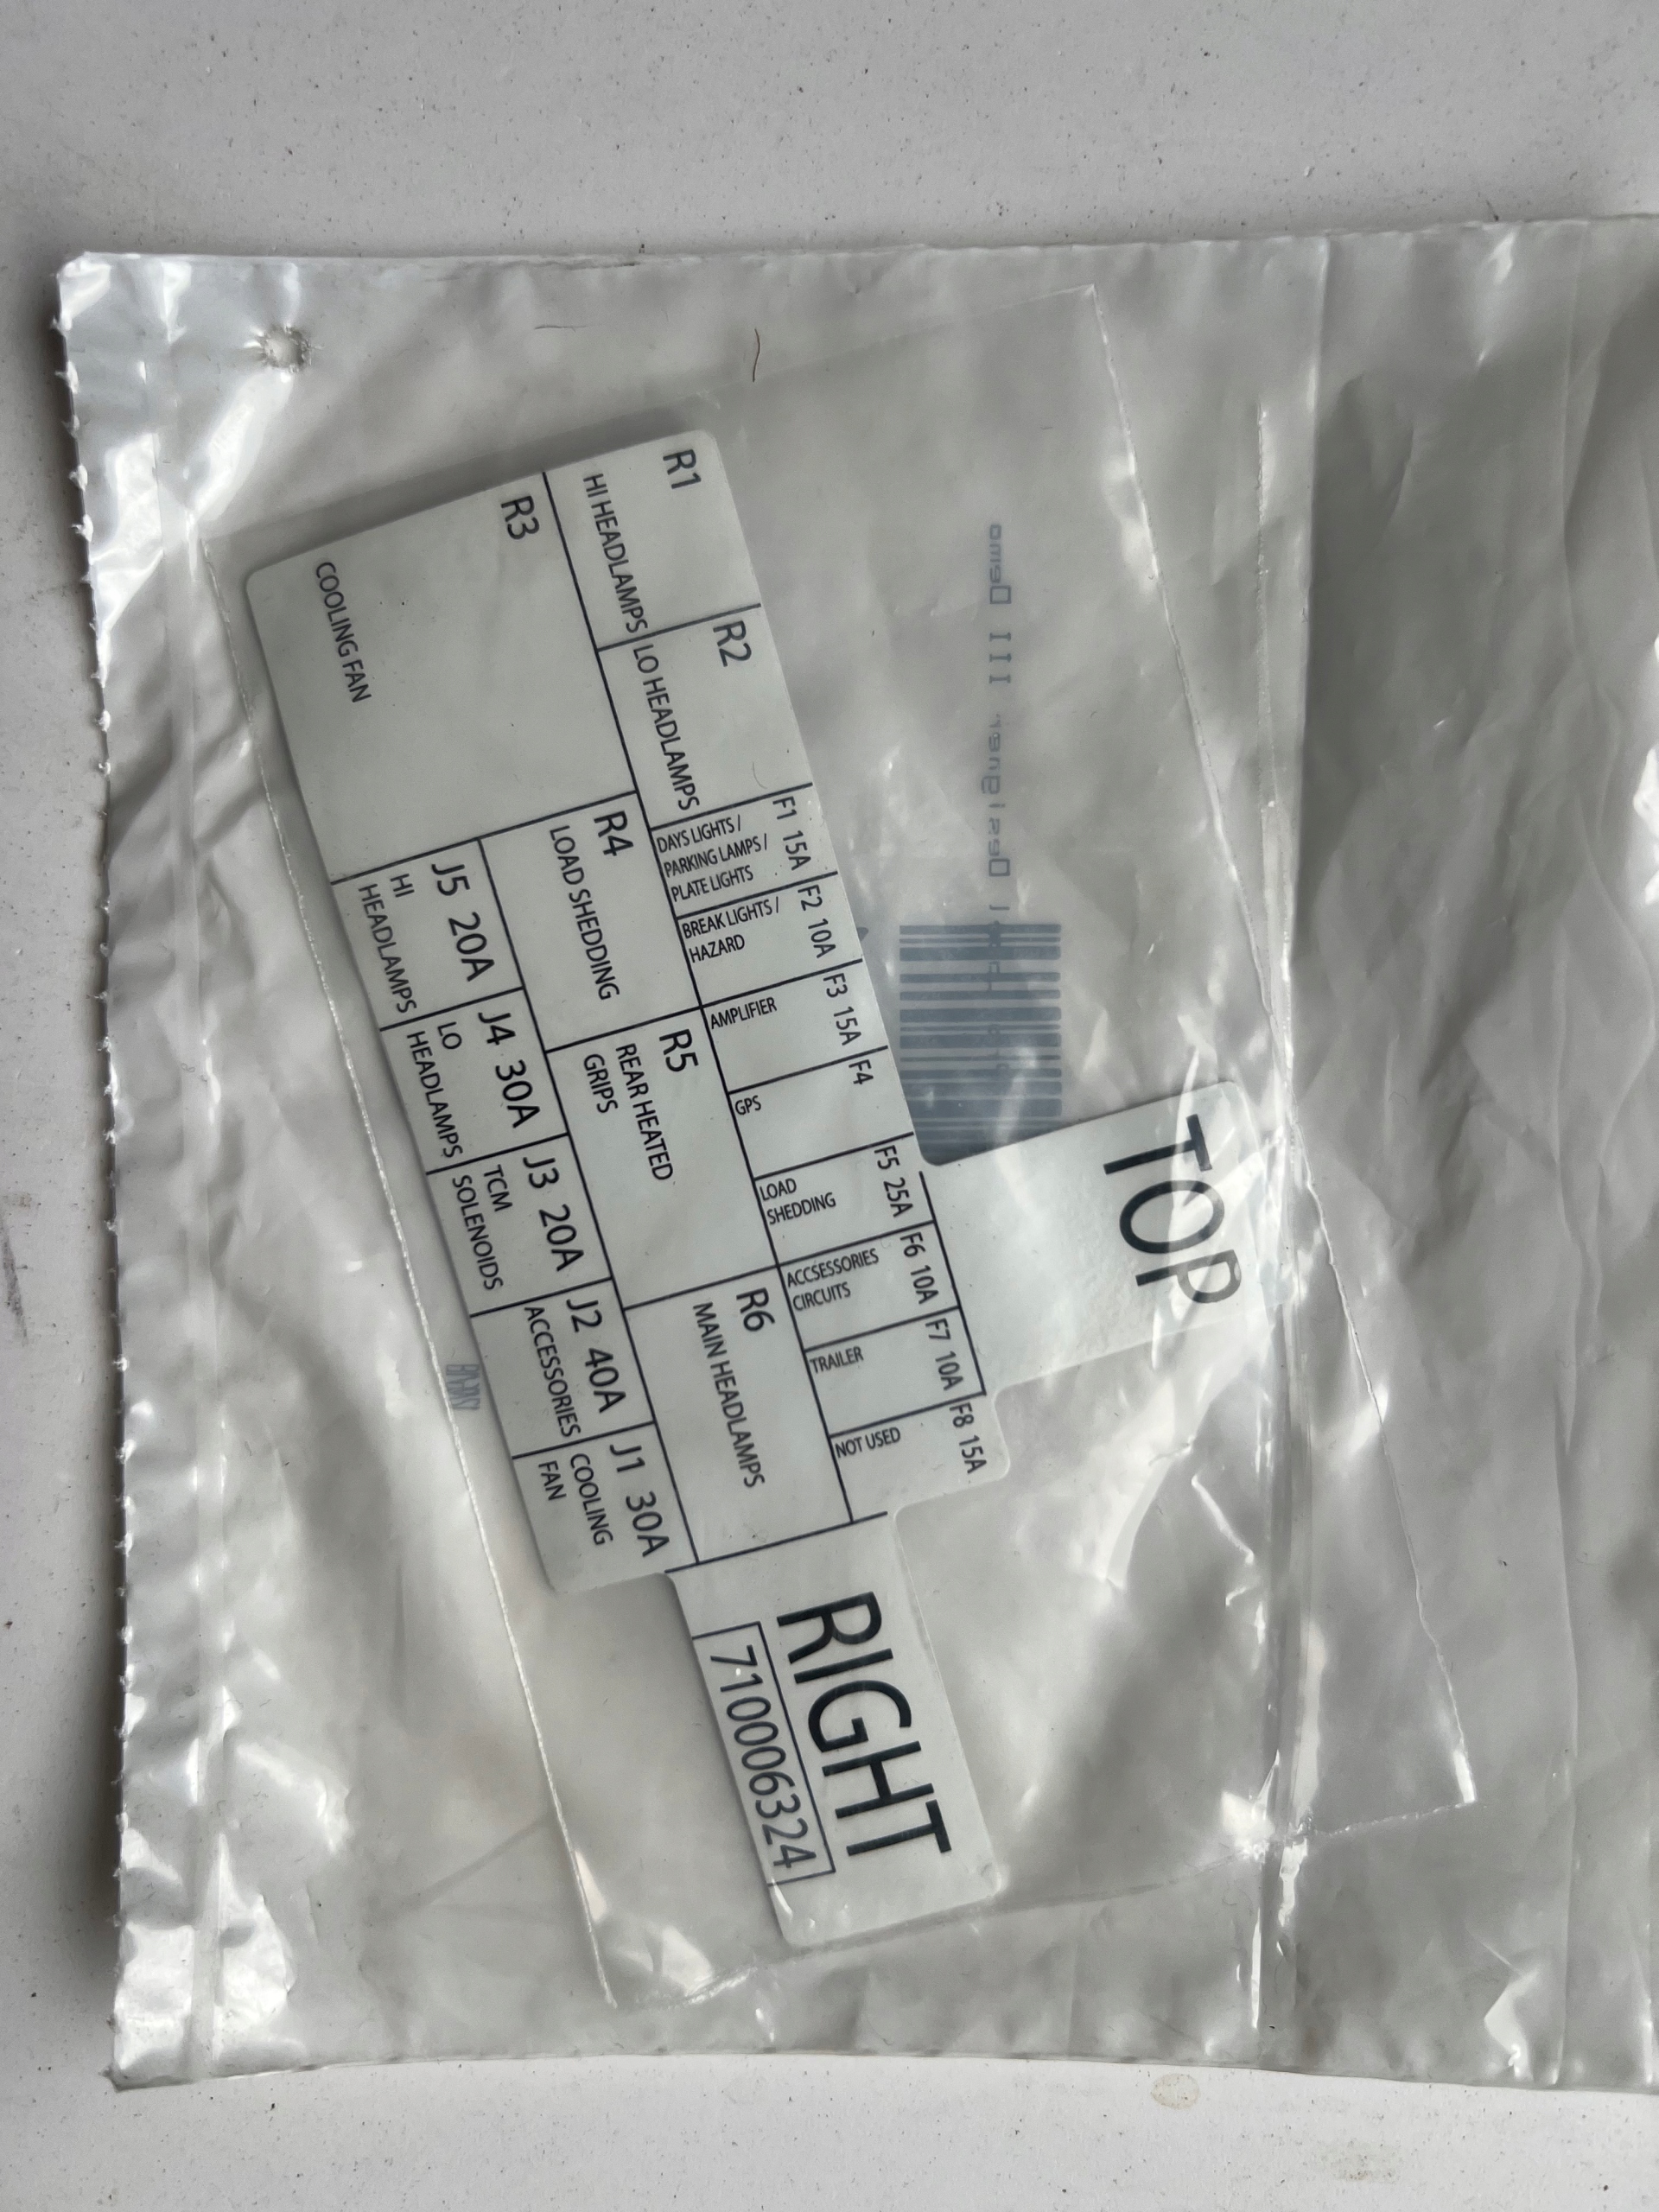 TOP
R1
HI HEADLAMPS
R2
LO HEADLAMPS
F1 15A
DAYS LIGHTS /
PARKING LAMPS /
PLATE LIGHTS
F2 10A
BREAK LIGHTS /
HAZARD
F3 15A
AMPLIFIER
F4
GPS
F5 25A
LOAD
SHEDDING
F6 10A
ACCSESSORIES
CIRCUITS
F7 10A
TRAILER
F8 15A
NOT USED
R3
COOLING FAN
R4
LOAD SHEDDING
R5
REAR HEATED
GRIPS
R6
MAIN HEADLAMPS
J5 20A
HI
HEADLAMPS
J4 30A
LO
HEADLAMPS
J3 20A
TCM
SOLENOIDS
J2 40A
ACCESSORIES
J1 30A
COOLING
FAN
RIGHT
710006324
Designer III Demo